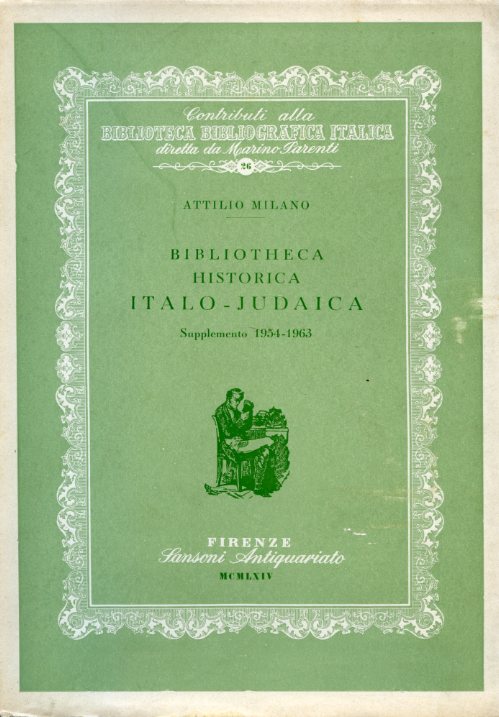 Contributi alla
BIBLIOTECA BIBLIOGRAFICA ITALICA
diretta da Marino Parenti
26
ATTILIO MILANO
BIBLIOTHECA
HISTORICA
ITALO-JUDAICA
Supplemento 1954-1963
FIRENZE
Sansoni Antiquariato
MCMLXIV